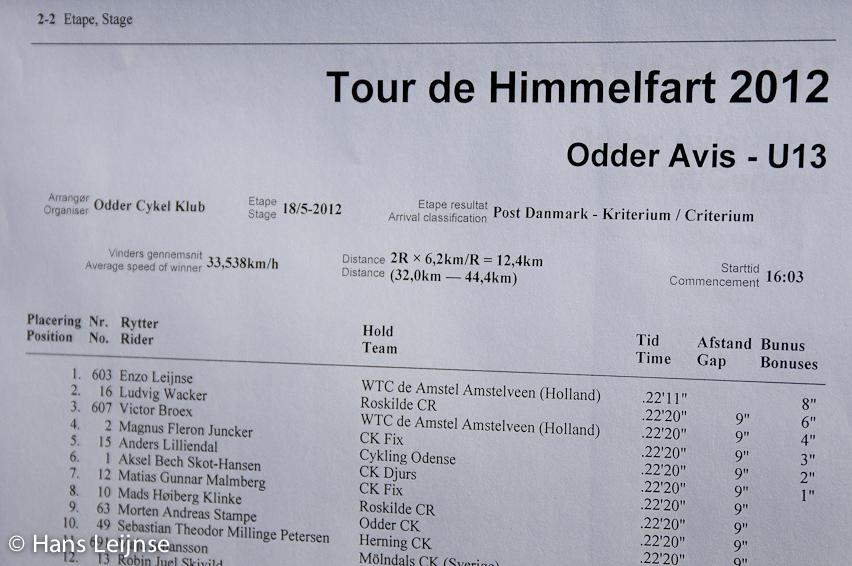 2-2 Etape, Stage
Tour de Himmelfart 2012
Odder Avis - U13
Arrangør Organiser Odder Cykel Klub Etape Stage 18/5-2012 Etape resultat Arrival classification Post Danmark - Kriterium / Criterium
Vinders gennemsnit Average speed of winner 33,538km/h Distance 2R × 6,2km/R = 12,4km Starttid Commencement 16:03
Distance (32,0km — 44,4km)
Placering Nr. Rytter Hold Tid Afstand Bunus
Position No. Rider Team Time Gap Bonuses
1. 603 Enzo Leijnse WTC de Amstel Amstelveen (Holland) .22'11" 8"
2. 16 Ludvig Wacker Roskilde CR .22'20" 9" 6"
3. 607 Victor Broex WTC de Amstel Amstelveen (Holland) .22'20" 9" 4"
4. 2 Magnus Fleron Juncker CK Fix .22'20" 9" 3"
5. 15 Anders Lilliendal Cykling Odense .22'20" 9" 2"
6. 1 Aksel Bech Skot-Hansen CK Djurs .22'20" 9" 1"
7. 12 Matias Gunnar Malmberg CK Fix .22'20" 9"
8. 10 Mads Høiberg Klinke Roskilde CR .22'20" 9"
9. 63 Morten Andreas Stampe Odder CK .22'20" 9"
10. 49 Sebastian Theodor Millinge Petersen Herning CK .22'20" 9"
Mölndals CK (Sverige) .22'20"
12. 13 Robin Juel Skivild
© Hans Leijnse